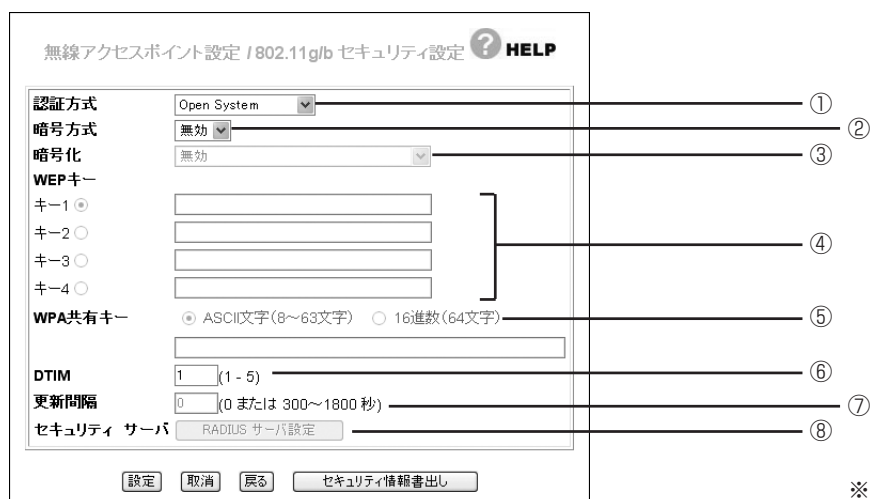 無線アクセスポイント設定 / 802.11g/b セキュリティ設定 ? HELP
認証方式 Open System ①
暗号方式 無効 ②
暗号化 無効 ③
WEPキー
キー1
キー2
キー3
キー4
④
WPA共有キー ASCII文字(8〜63文字) 16進数(64文字) ⑤
DTIM 1 (1 - 5) ⑥
更新間隔 0 (0 または 300〜1800 秒) ⑦
セキュリティ サーバ RADIUS サーバ設定 ⑧
設定 取消 戻る セキュリティ情報書出し
※